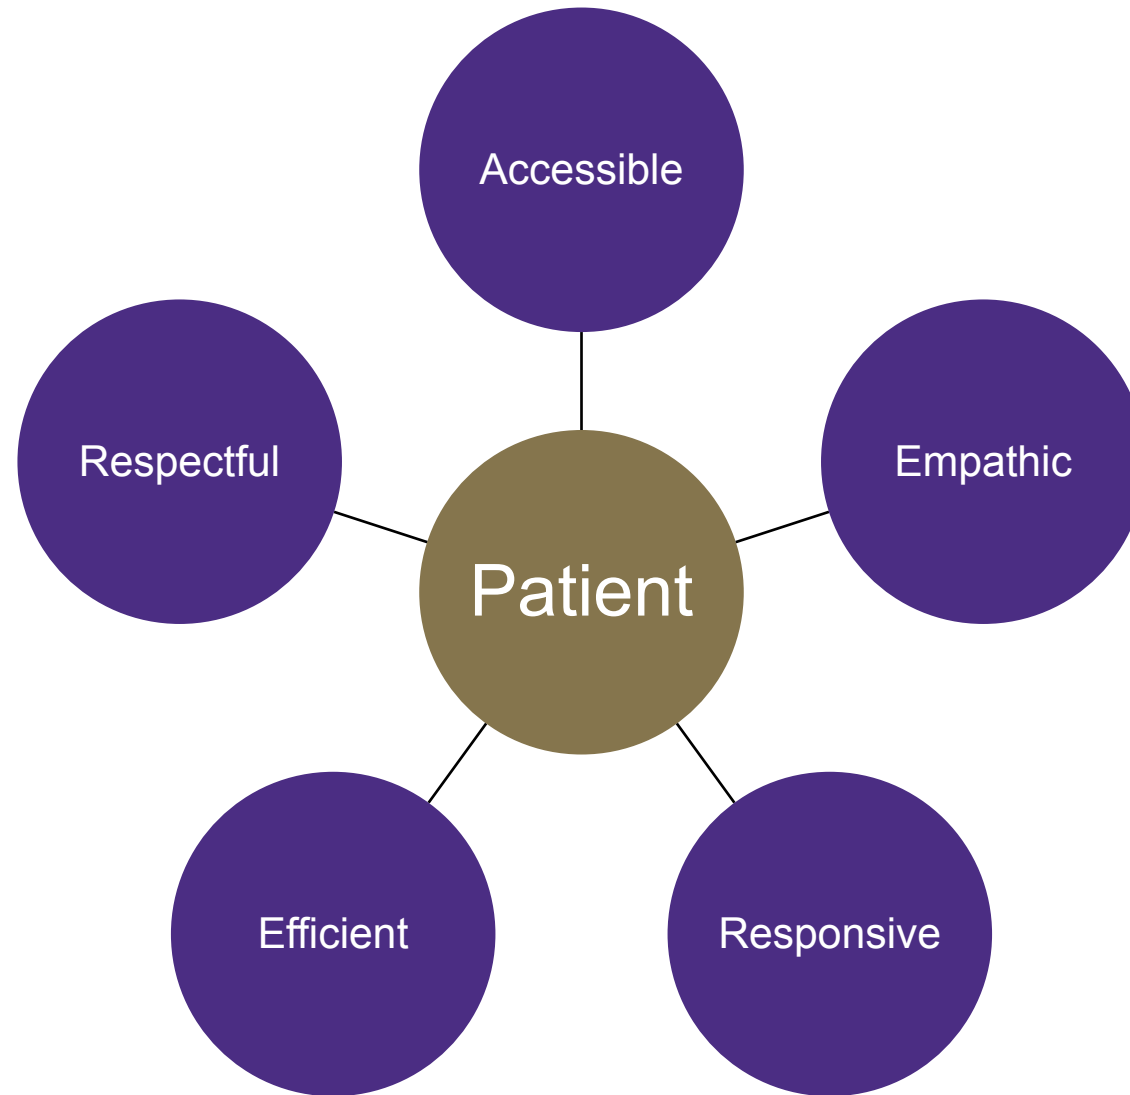 Accessible
Respectful
Empathic
Patient
Efficient
Responsive